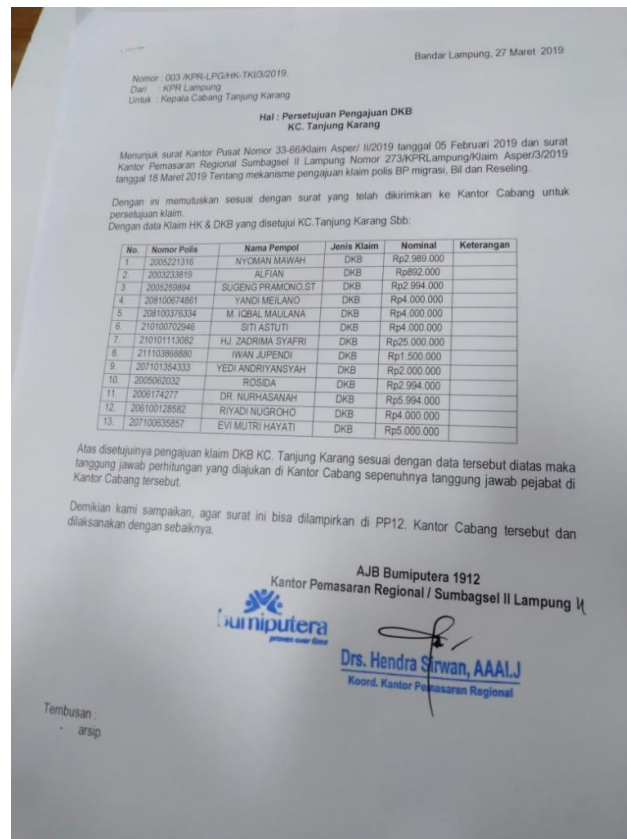 Bandar Lampung, 27 Maret 2019
Nomor : 003 /KPR-LPG/HK-TKI/3/2019.
Dari : KPR Lampung
Untuk : Kepala Cabang Tanjung Karang
Hal : Persetujuan Pengajuan DKB
KC. Tanjung Karang
Menunjuk surat Kantor Pusat Nomor 33-66/Klaim Asper/ II/2019 tanggal 05 Februari 2019 dan surat
Kantor Pemasaran Regional Sumbagsel II Lampung Nomor 273/KPRLampung/Klaim Asper/3/2019
tanggal 18 Maret 2019 Tentang mekanisme pengajuan klaim polis BP migrasi, Bil dan Reseling.
Dengan ini memutuskan sesuai dengan surat yang telah dikirimkan ke Kantor Cabang untuk
persetujuan klaim.
Dengan data Klaim HK & DKB yang disetujui KC.Tanjung Karang Sbb:
No. Nomor Polis Nama Pempol Jenis Klaim Nominal Keterangan
1. 2005221316 NYOMAN MAWAH DKB Rp2.989.000
2. 2003233819 ALFIAN DKB Rp892.000
3. 2005259894 SUGENG PRAMONO,ST DKB Rp2.994.000
4. 208100674861 YANDI MEILANO DKB Rp4.000.000
5. 208100376334 M. IQBAL MAULANA DKB Rp4.000.000
6. 210100702946 SITI ASTUTI DKB Rp4.000.000
7. 210101113082 HJ. ZADRIMA SYAFRI DKB Rp25.000.000
8. 211103868880 IWAN JUPENDI DKB Rp1.500.000
9. 207101354333 YEDI ANDRIYANSYAH DKB Rp2.000.000
10. 2005062032 ROSIDA DKB Rp2.994.000
11. 2006174277 DR. NURHASANAH DKB Rp5.994.000
12. 206100128582 RIYADI NUGROHO DKB Rp4.000.000
13. 207100635857 EVI MUTRI HAYATI DKB Rp5.000.000
Atas disetujuinya pengajuan klaim DKB KC. Tanjung Karang sesuai dengan data tersebut diatas maka
tanggung jawab perhitungan yang diajukan di Kantor Cabang sepenuhnya tanggung jawab pejabat di
Kantor Cabang tersebut.
Demikian kami sampaikan, agar surat ini bisa dilampirkan di PP12. Kantor Cabang tersebut dan
dilaksanakan dengan sebaiknya.
AJB Bumiputera 1912
Kantor Pemasaran Regional / Sumbagsel II Lampung
bumiputera
proven over time
Drs. Hendra Sirwan, AAAI.J
Koord. Kantor Pemasaran Regional
Tembusan :
- arsip